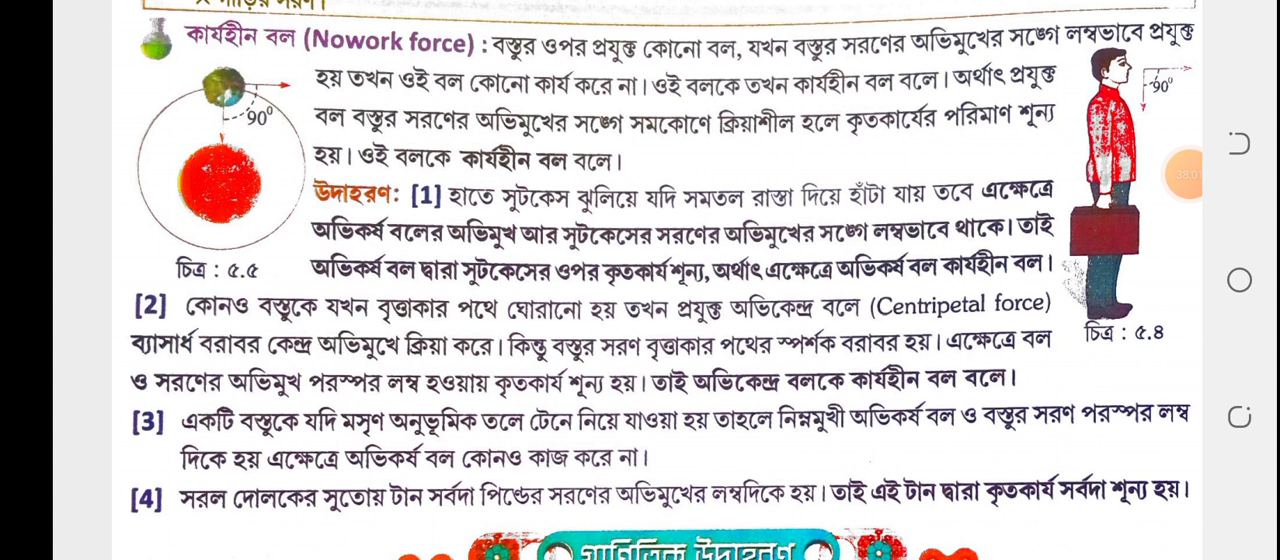 কার্যহীন বল (Nowork force) : বস্তুর ওপর প্রযুক্ত কোনো বল, যখন বস্তুর সরণের অভিমুখের সঙ্গে লম্বভাবে প্রযুক্ত
হয় তখন ওই বল কোনো কার্য করে না। ওই বলকে তখন কার্যহীন বল বলে। অর্থাৎ প্রযুক্ত
বল বস্তুর সরণের অভিমুখের সঙ্গে সমকোণে ক্রিয়াশীল হলে কৃতকার্যের পরিমাণ শূন্য
হয়। ওই বলকে কার্যহীন বল বলে।
90°
90°
38:01
উদাহরণ: [1] হাতে সুটকেস ঝুলিয়ে যদি সমতল রাস্তা দিয়ে হাঁটা যায় তবে এক্ষেত্রে
অভিকর্ষ বলের অভিমুখ আর সুটকেসের সরণের অভিমুখের সঙ্গে লম্বভাবে থাকে। তাই
অভিকর্ষ বল দ্বারা সুটকেসের ওপর কৃতকার্য শূন্য, অর্থাৎ এক্ষেত্রে অভিকর্ষ বল কার্যহীন বল।
চিত্র : ৫.৫
[2] কোনও বস্তুকে যখন বৃত্তাকার পথে ঘোরানো হয় তখন প্রযুক্ত অভিকেন্দ্র বলে (Centripetal force)
ব্যাসার্ধ বরাবর কেন্দ্র অভিমুখে ক্রিয়া করে। কিন্তু বস্তুর সরণ বৃত্তাকার পথের স্পর্শক বরাবর হয়। এক্ষেত্রে বল
চিত্র : ৫.৪
ও সরণের অভিমুখ পরস্পর লম্ব হওয়ায় কৃতকার্য শূন্য হয়। তাই অভিকেন্দ্র বলকে কার্যহীন বল বলে।
[3] একটি বস্তুকে যদি মসৃণ অনুভূমিক তলে টেনে নিয়ে যাওয়া হয় তাহলে নিম্নমুখী অভিকর্ষ বল ও বস্তুর সরণ পরস্পর লম্ব
দিকে হয় এক্ষেত্রে অভিকর্ষ বল কোনও কাজ করে না।
[4] সরল দোলকের সুতোয় টান সর্বদা পিণ্ডের সরণের অভিমুখের লম্বদিকে হয়। তাই এই টান দ্বারা কৃতকার্য সর্বদা শূন্য হয়।
গাণিতিক উদাহরণ